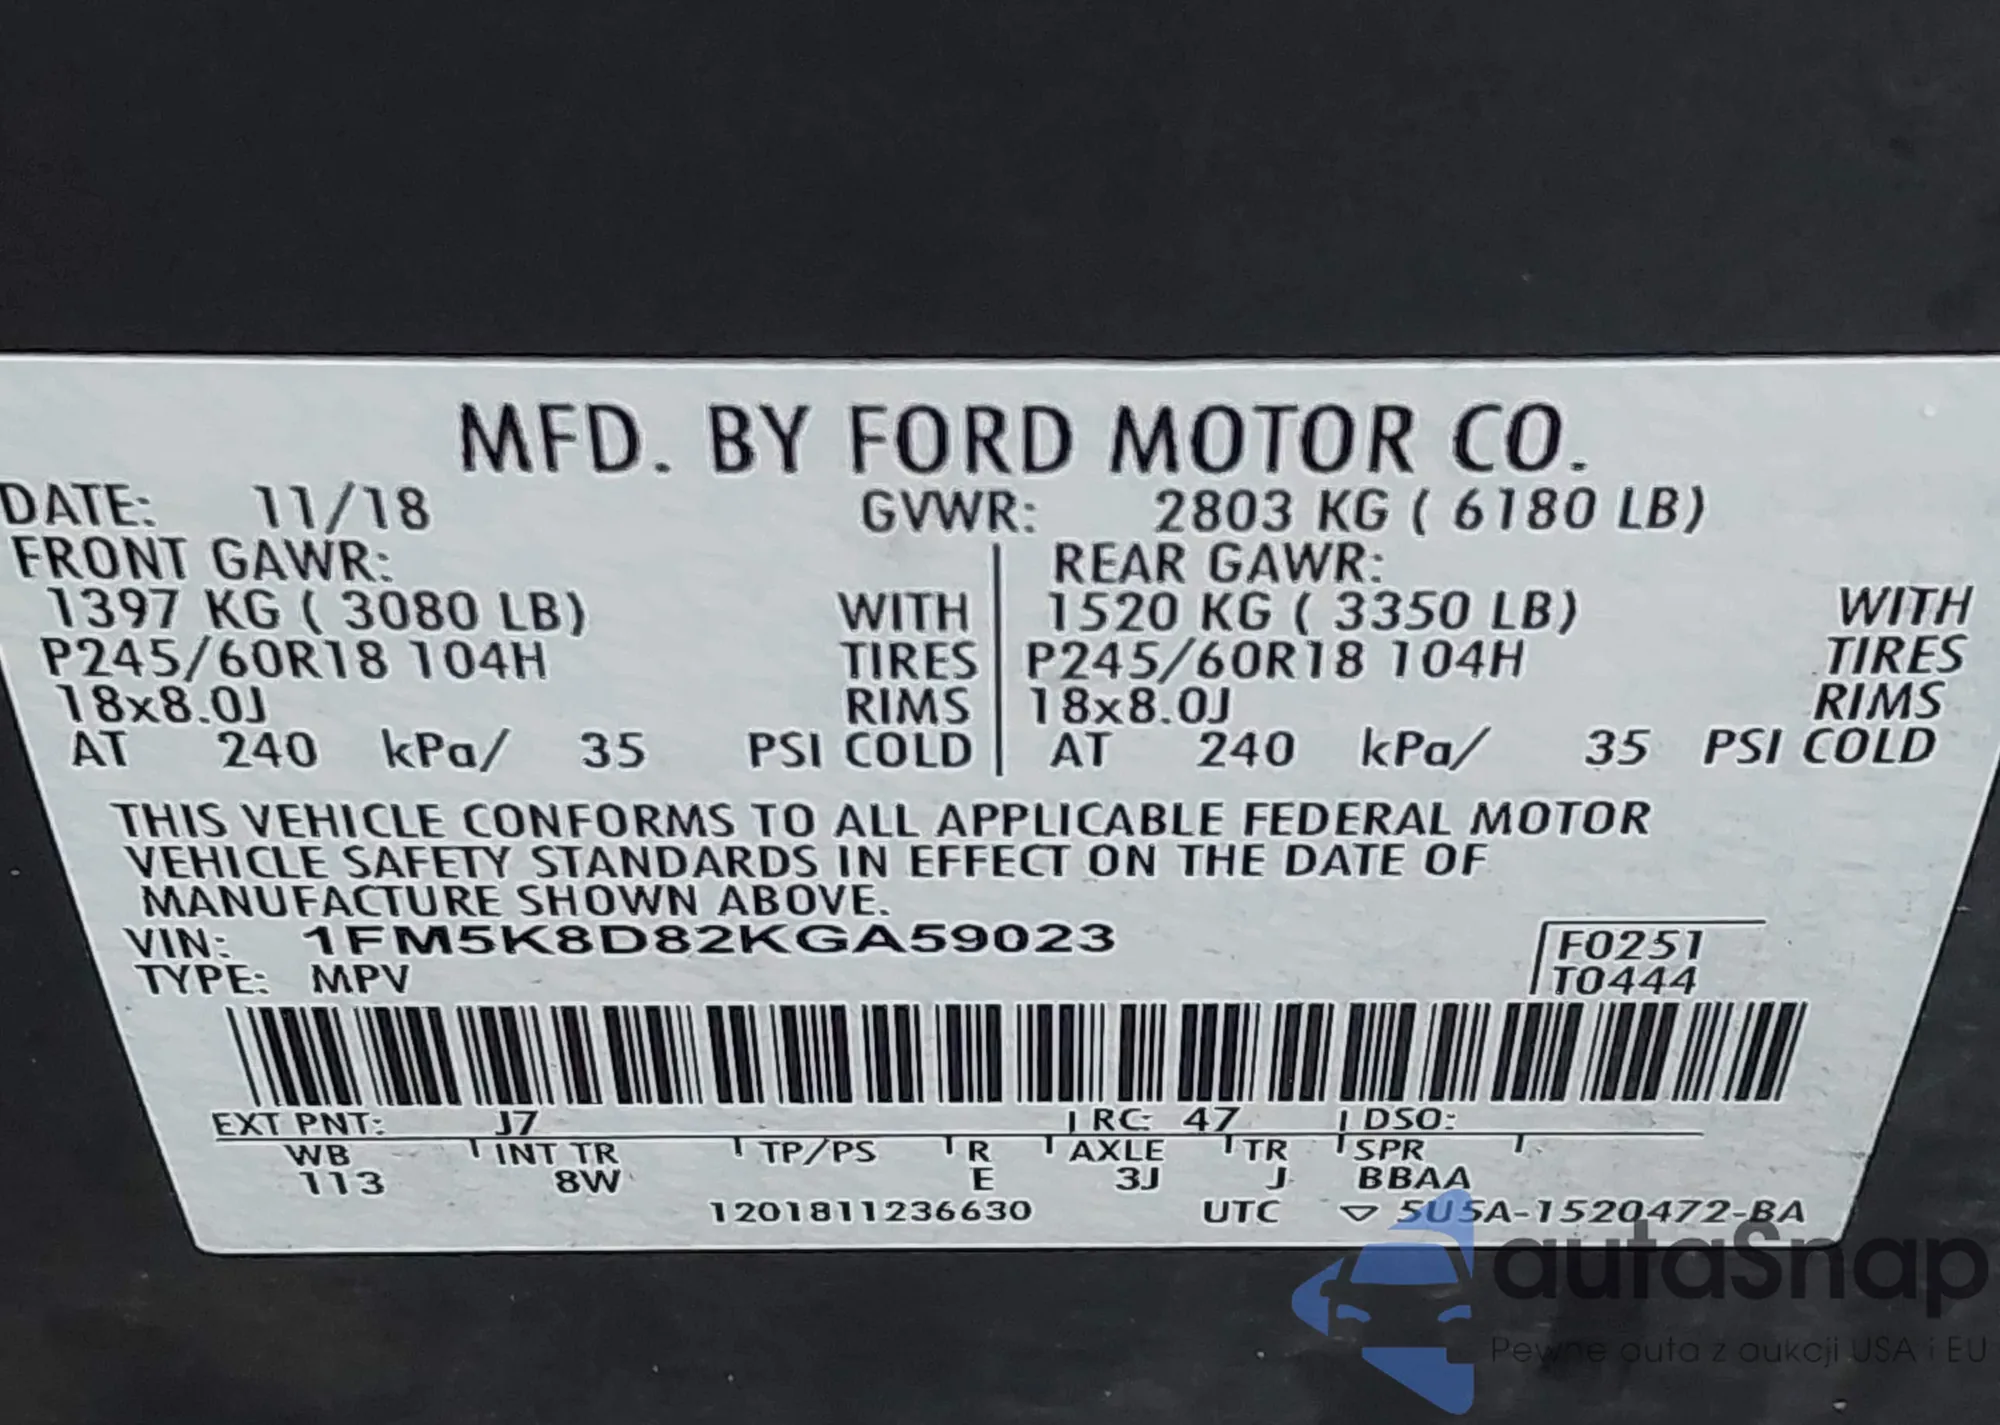 MFD. BY FORD MOTOR CO.
DATE: 11/18 GVWR: 2803 KG ( 6180 LB)
FRONT GAWR: REAR GAWR:
1397 KG ( 3080 LB) WITH 1520 KG ( 3350 LB) WITH
P245/60R18 104H TIRES P245/60R18 104H TIRES
18x8.0J RIMS 18x8.0J RIMS
AT 240 kPa/ 35 PSI COLD AT 240 kPa/ 35 PSI COLD
THIS VEHICLE CONFORMS TO ALL APPLICABLE FEDERAL MOTOR
VEHICLE SAFETY STANDARDS IN EFFECT ON THE DATE OF
MANUFACTURE SHOWN ABOVE.
VIN: 1FM5K8D82KGA59023 F0251
TYPE: MPV T0444
EXT PNT: J7 RC: 47 DSO:
WB INT TR TP/PS R AXLE TR SPR
113 8W E 3J J BBAA
1201811236630 UTC 5U5A-1520472-BA
autaSnap
Pewne auta z aukcji USA i EU